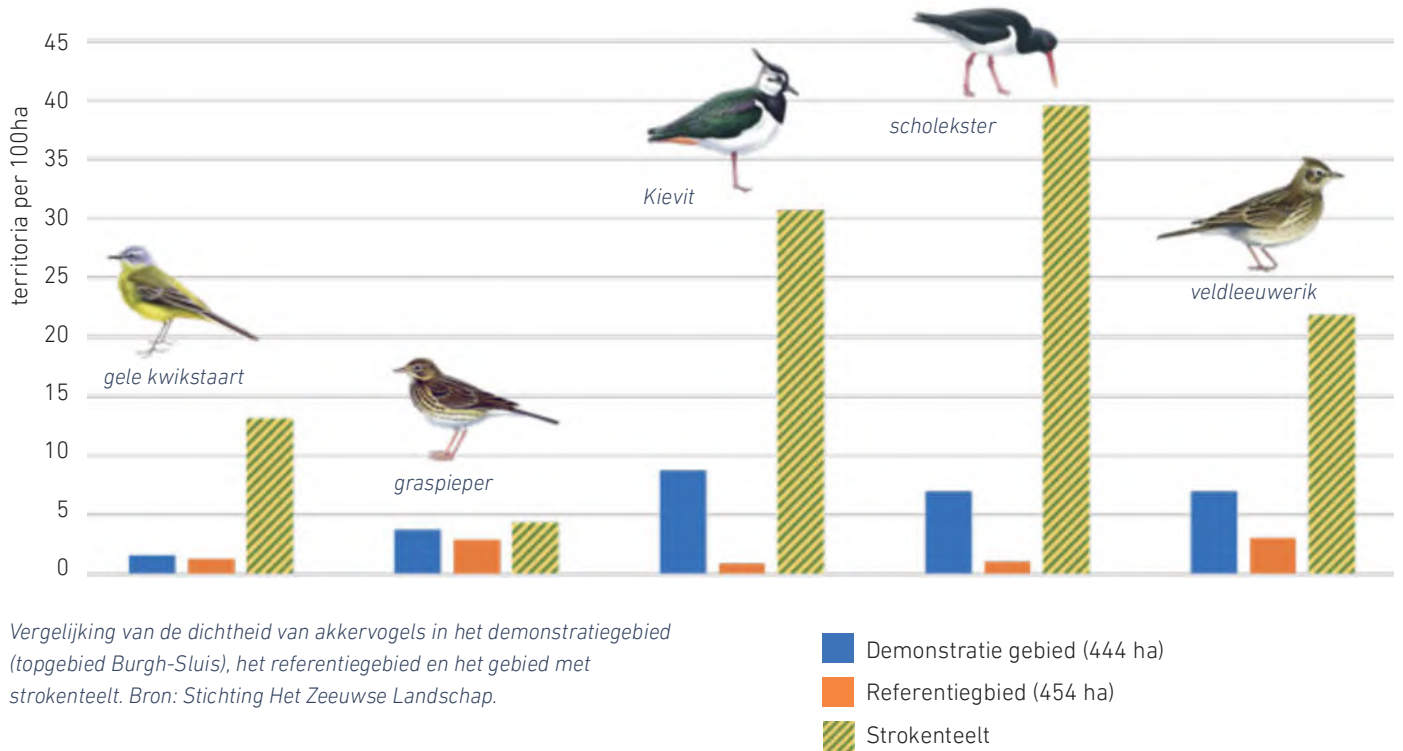 territoria per 100ha
45
40
35
30
25
20
15
10
5
0
gele kwikstaart
graspieper
Kievit
scholekster
veldleeuwerik
Vergelijking van de dichtheid van akkervogels in het demonstratiegebied
(topgebied Burgh-Sluis), het referentiegebied en het gebied met
strokenteelt. Bron: Stichting Het Zeeuwse Landschap.
Demonstratie gebied (444 ha)
Referentiegbied (454 ha)
Strokenteelt